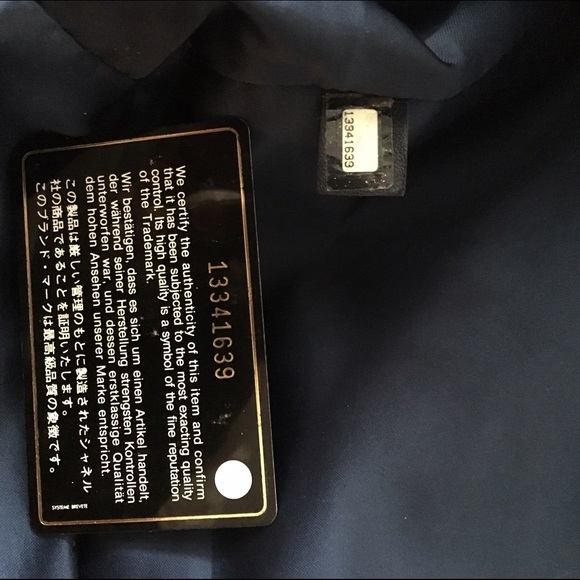 13341639
We certify the authenticity of this item and confirm
that it has been subjected to the most exacting quality
control. Its high quality is a symbol of the fine reputation
of the Trademark.
Wir bestätigen, dass es sich um einen Artikel handelt,
der während seiner Herstellung strengsten Kontrollen
unterworfen war, und dessen erstklassige Qualität
dem hohen Ansehen unserer Marke entspricht.
この製品は厳しい管理のもとに製造されたシャネル
社の商品であることを証明いたします。
このブランド・マークは最高級品質の象徴です。
SYSTEME BREVETE
13341639